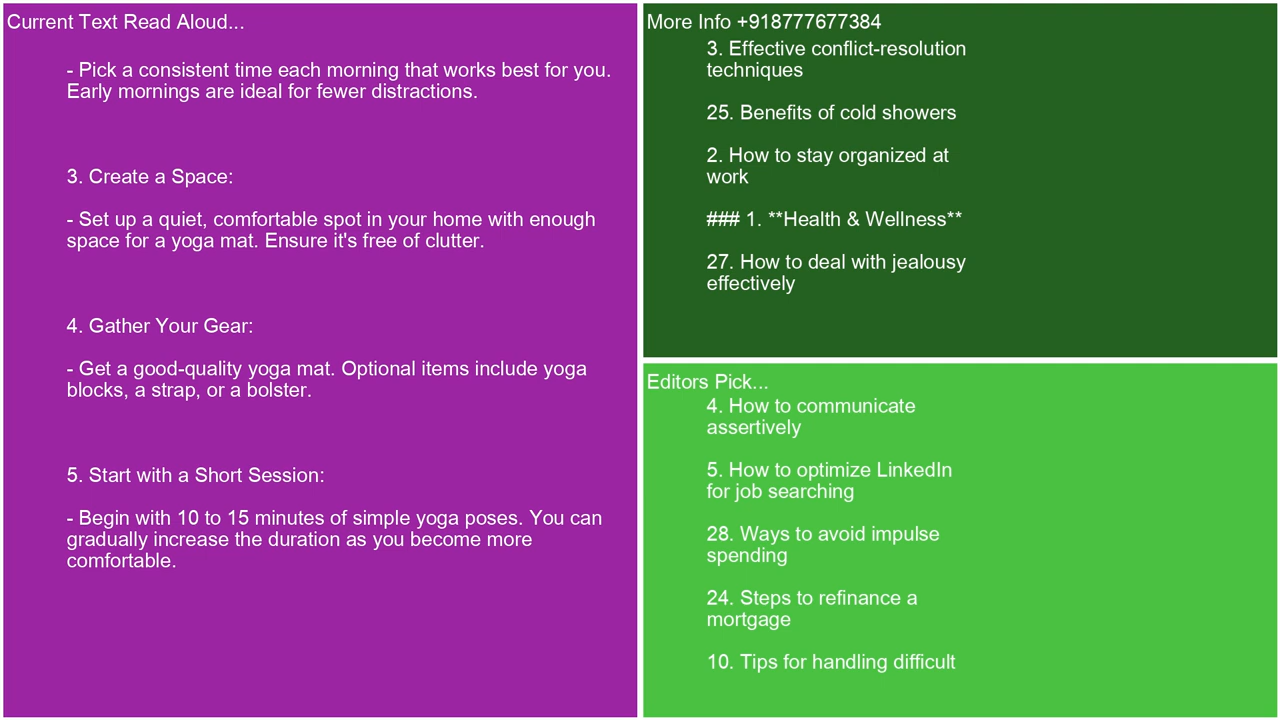 Current Text Read Aloud...
- Pick a consistent time each morning that works best for you.
Early mornings are ideal for fewer distractions.
3. Create a Space:
- Set up a quiet, comfortable spot in your home with enough
space for a yoga mat. Ensure it's free of clutter.
4. Gather Your Gear:
- Get a good-quality yoga mat. Optional items include yoga
blocks, a strap, or a bolster.
5. Start with a Short Session:
- Begin with 10 to 15 minutes of simple yoga poses. You can
gradually increase the duration as you become more
comfortable.
More Info +918777677384
3. Effective conflict-resolution
techniques
25. Benefits of cold showers
2. How to stay organized at
work
### 1. **Health & Wellness**
27. How to deal with jealousy
effectively
Editors Pick...
4. How to communicate
assertively
5. How to optimize LinkedIn
for job searching
28. Ways to avoid impulse
spending
24. Steps to refinance a
mortgage
10. Tips for handling difficult